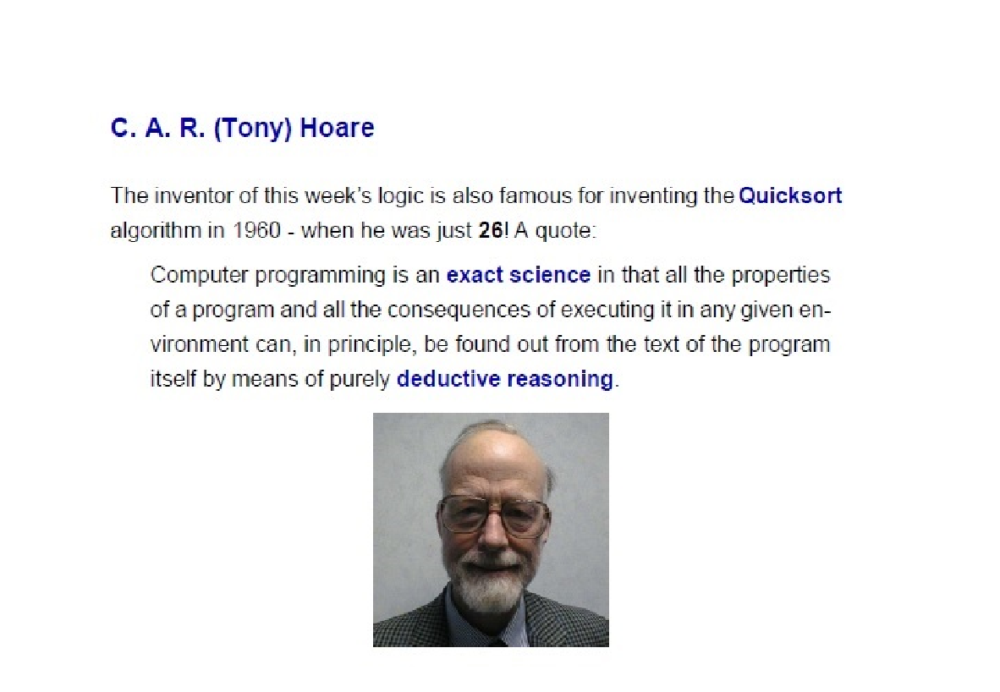 C. A. R. (Tony) Hoare
The inventor of this week's logic is also famous for inventing the Quicksort
algorithm in 1960 - when he was just 26! A quote:
Computer programming is an exact science in that all the properties
of a program and all the consequences of executing it in any given en-
vironment can, in principle, be found out from the text of the program
itself by means of purely deductive reasoning.